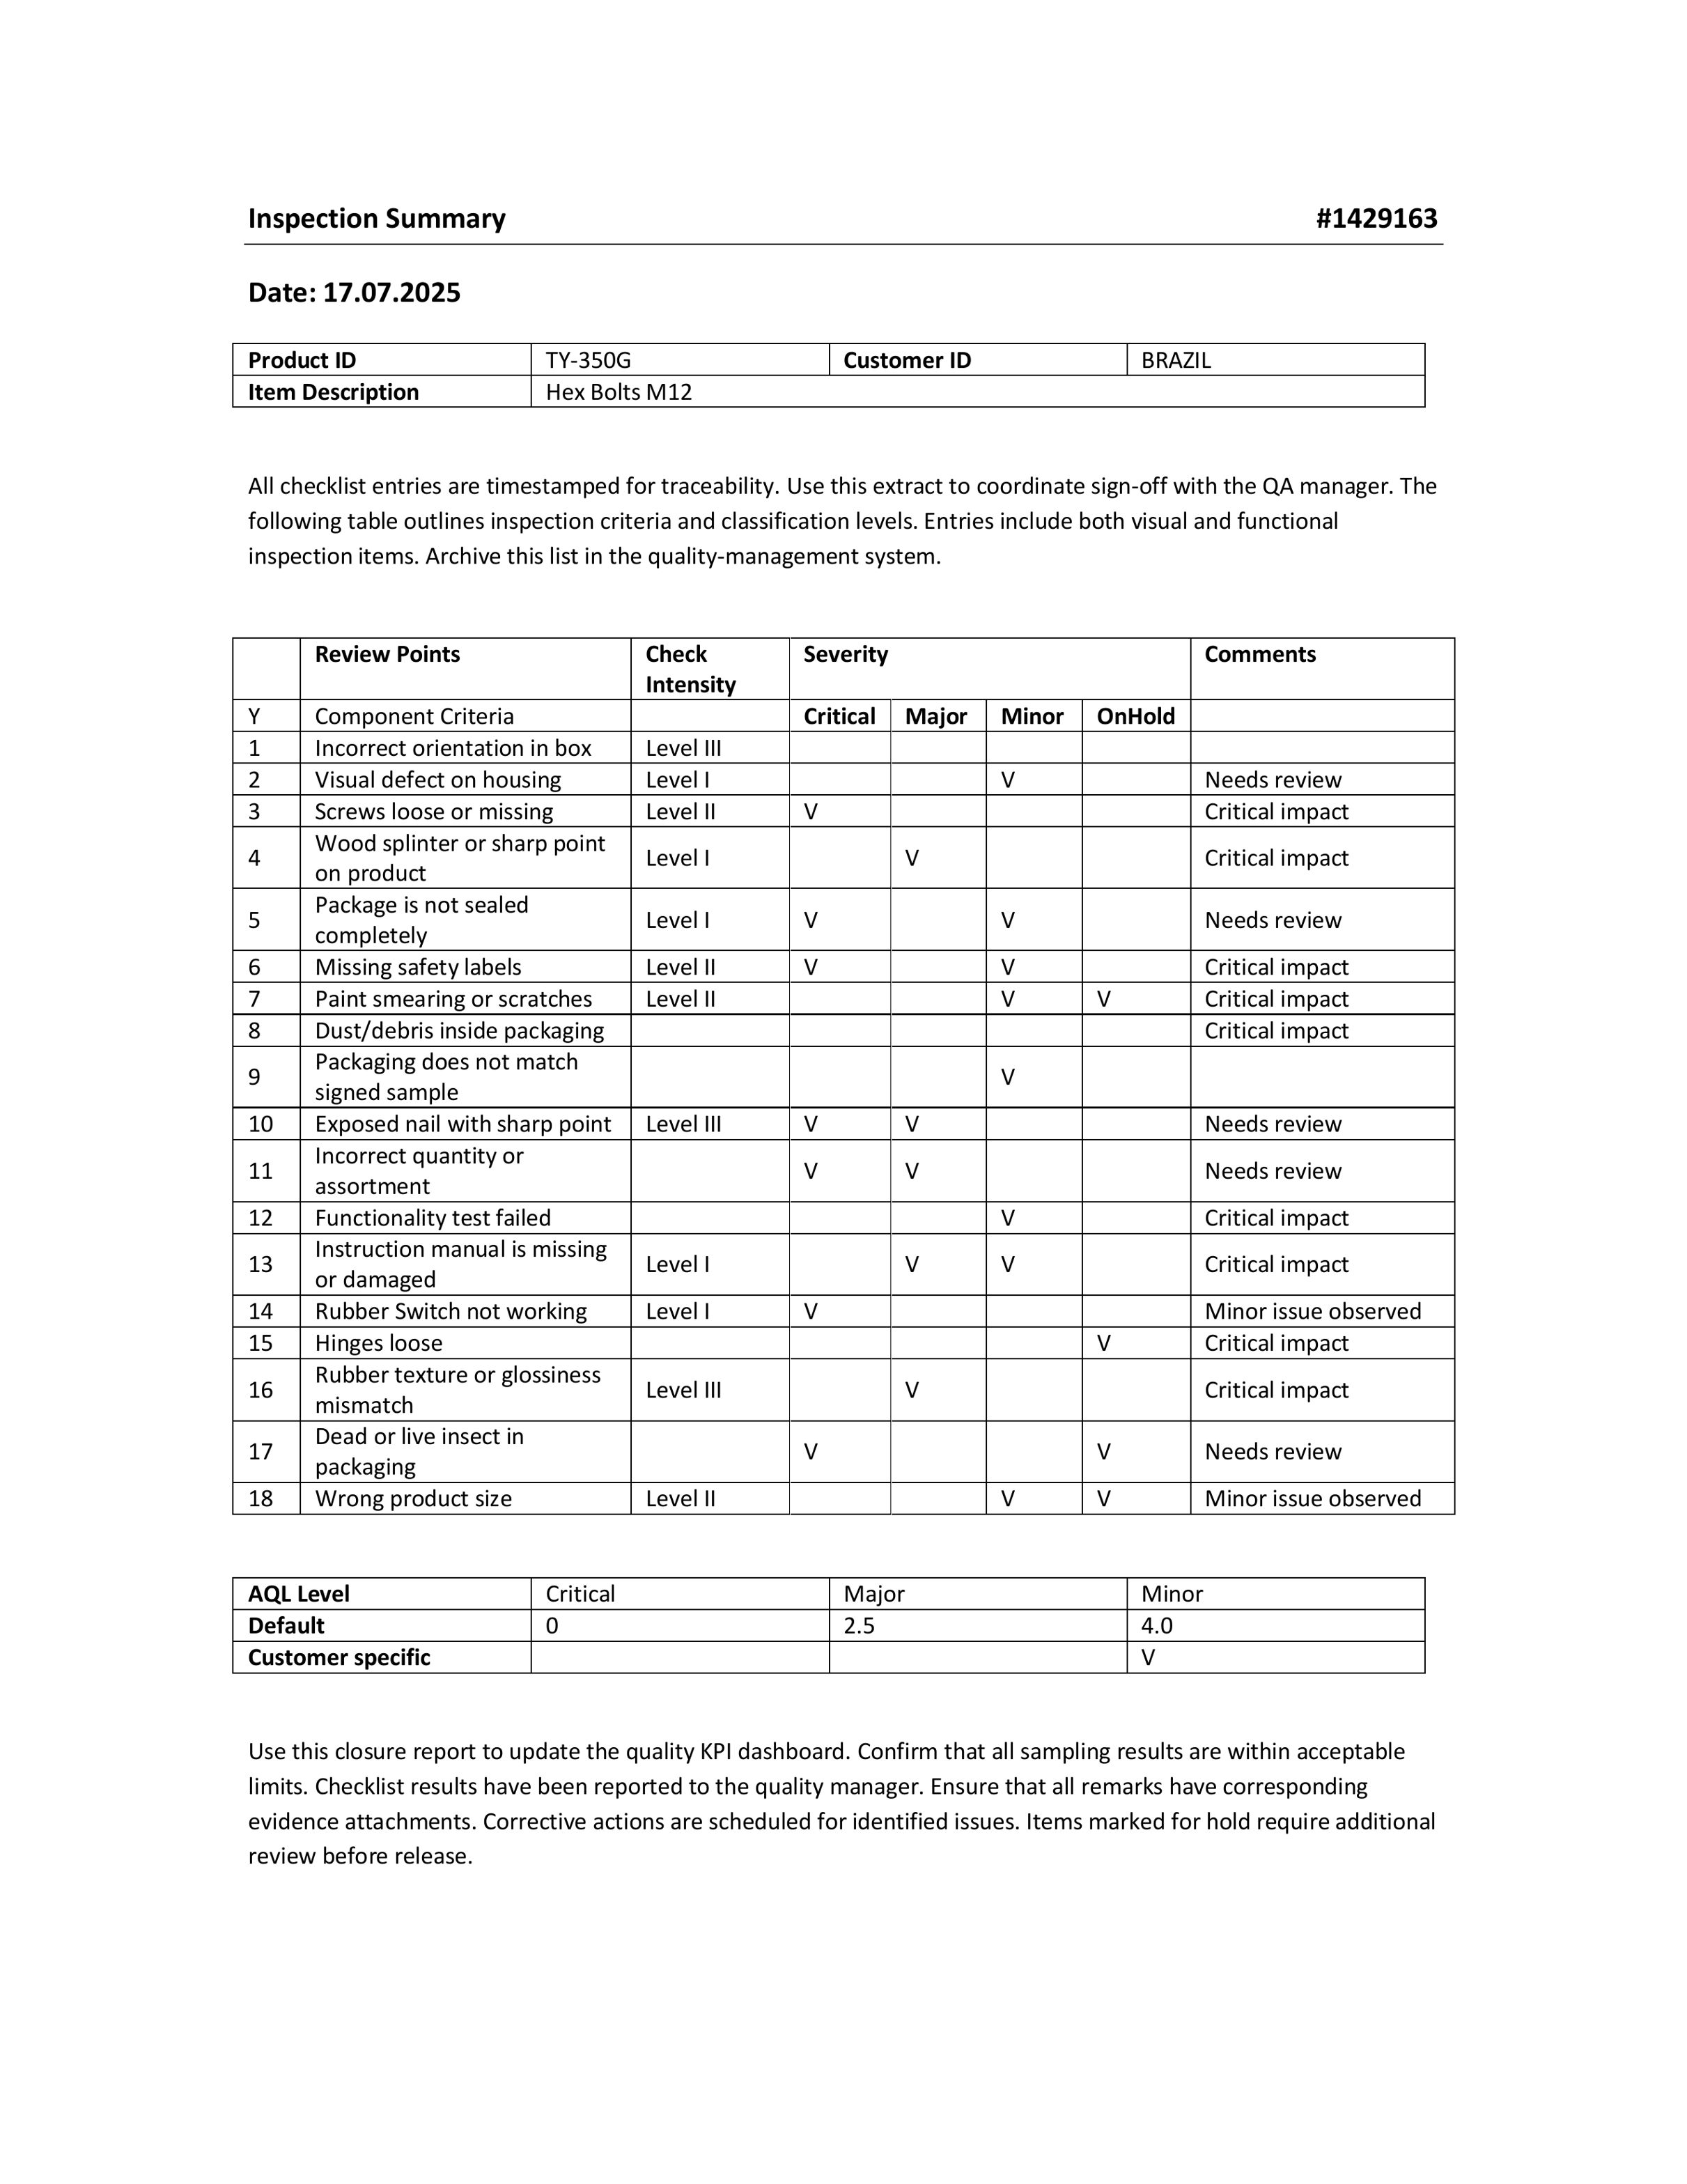 Inspection Summary #1429163
Date: 17.07.2025
Product ID TY-350G Customer ID BRAZIL
Item Description Hex Bolts M12
All checklist entries are timestamped for traceability. Use this extract to coordinate sign-off with the QA manager. The
following table outlines inspection criteria and classification levels. Entries include both visual and functional
inspection items. Archive this list in the quality-management system.
Review Points Check Intensity Severity Comments
Y Component Criteria Critical Major Minor OnHold
1 Incorrect orientation in box Level III
2 Visual defect on housing Level I V Needs review
3 Screws loose or missing Level II V Critical impact
4 Wood splinter or sharp point on product Level I V Critical impact
5 Package is not sealed completely Level I V V Needs review
6 Missing safety labels Level II V V Critical impact
7 Paint smearing or scratches Level II V V Critical impact
8 Dust/debris inside packaging Critical impact
9 Packaging does not match signed sample V
10 Exposed nail with sharp point Level III V V Needs review
11 Incorrect quantity or assortment V V Needs review
12 Functionality test failed V Critical impact
13 Instruction manual is missing or damaged Level I V V Critical impact
14 Rubber Switch not working Level I V Minor issue observed
15 Hinges loose V Critical impact
16 Rubber texture or glossiness mismatch Level III V Critical impact
17 Dead or live insect in packaging V V Needs review
18 Wrong product size Level II V V Minor issue observed
AQL Level Critical Major Minor
Default 0 2.5 4.0
Customer specific V
Use this closure report to update the quality KPI dashboard. Confirm that all sampling results are within acceptable
limits. Checklist results have been reported to the quality manager. Ensure that all remarks have corresponding
evidence attachments. Corrective actions are scheduled for identified issues. Items marked for hold require additional
review before release.